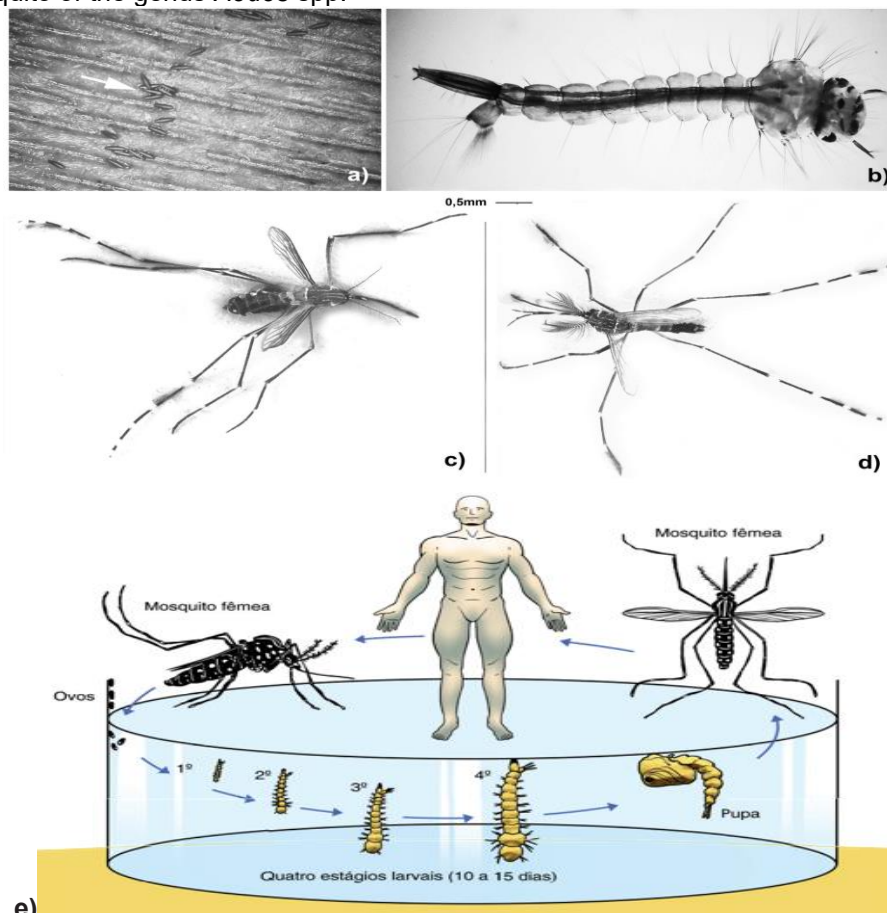 a)
b)
0,5mm
c)
d)
Mosquito fêmea
Mosquito fêmea
Ovos
1º
2º
3º
4º
Pupa
Quatro estágios larvais (10 a 15 dias)
e)